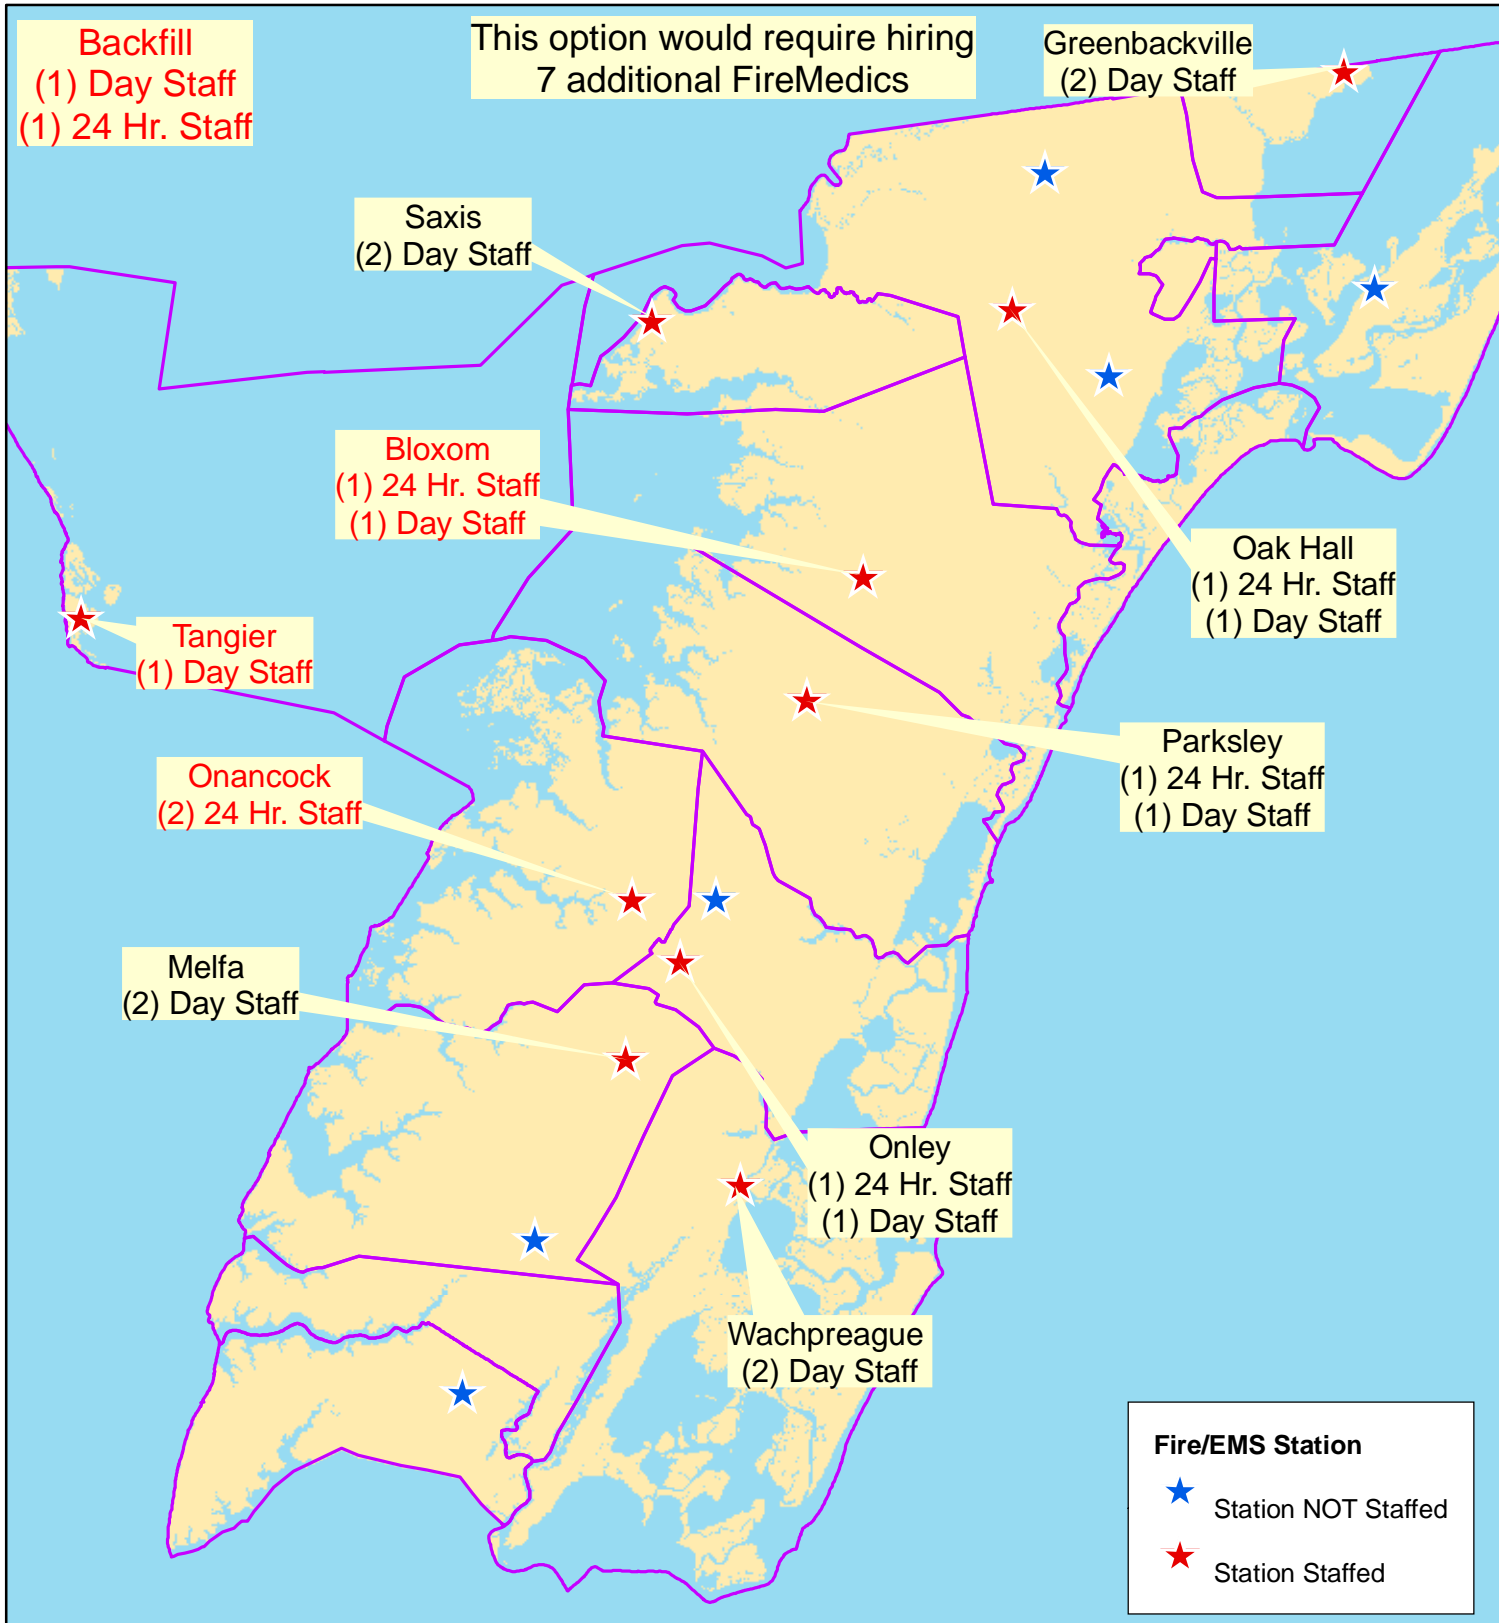 Backfill
(1) Day Staff
(1) 24 Hr. Staff
This option would require hiring
7 additional FireMedics
Greenbackville
(2) Day Staff
Saxis
(2) Day Staff
Bloxom
(1) 24 Hr. Staff
(1) Day Staff
Oak Hall
(1) 24 Hr. Staff
(1) Day Staff
Tangier
(1) Day Staff
Parksley
(1) 24 Hr. Staff
(1) Day Staff
Onancock
(2) 24 Hr. Staff
Melfa
(2) Day Staff
Onley
(1) 24 Hr. Staff
(1) Day Staff
Wachpreague
(2) Day Staff
Fire/EMS Station
Station NOT Staffed
Station Staffed